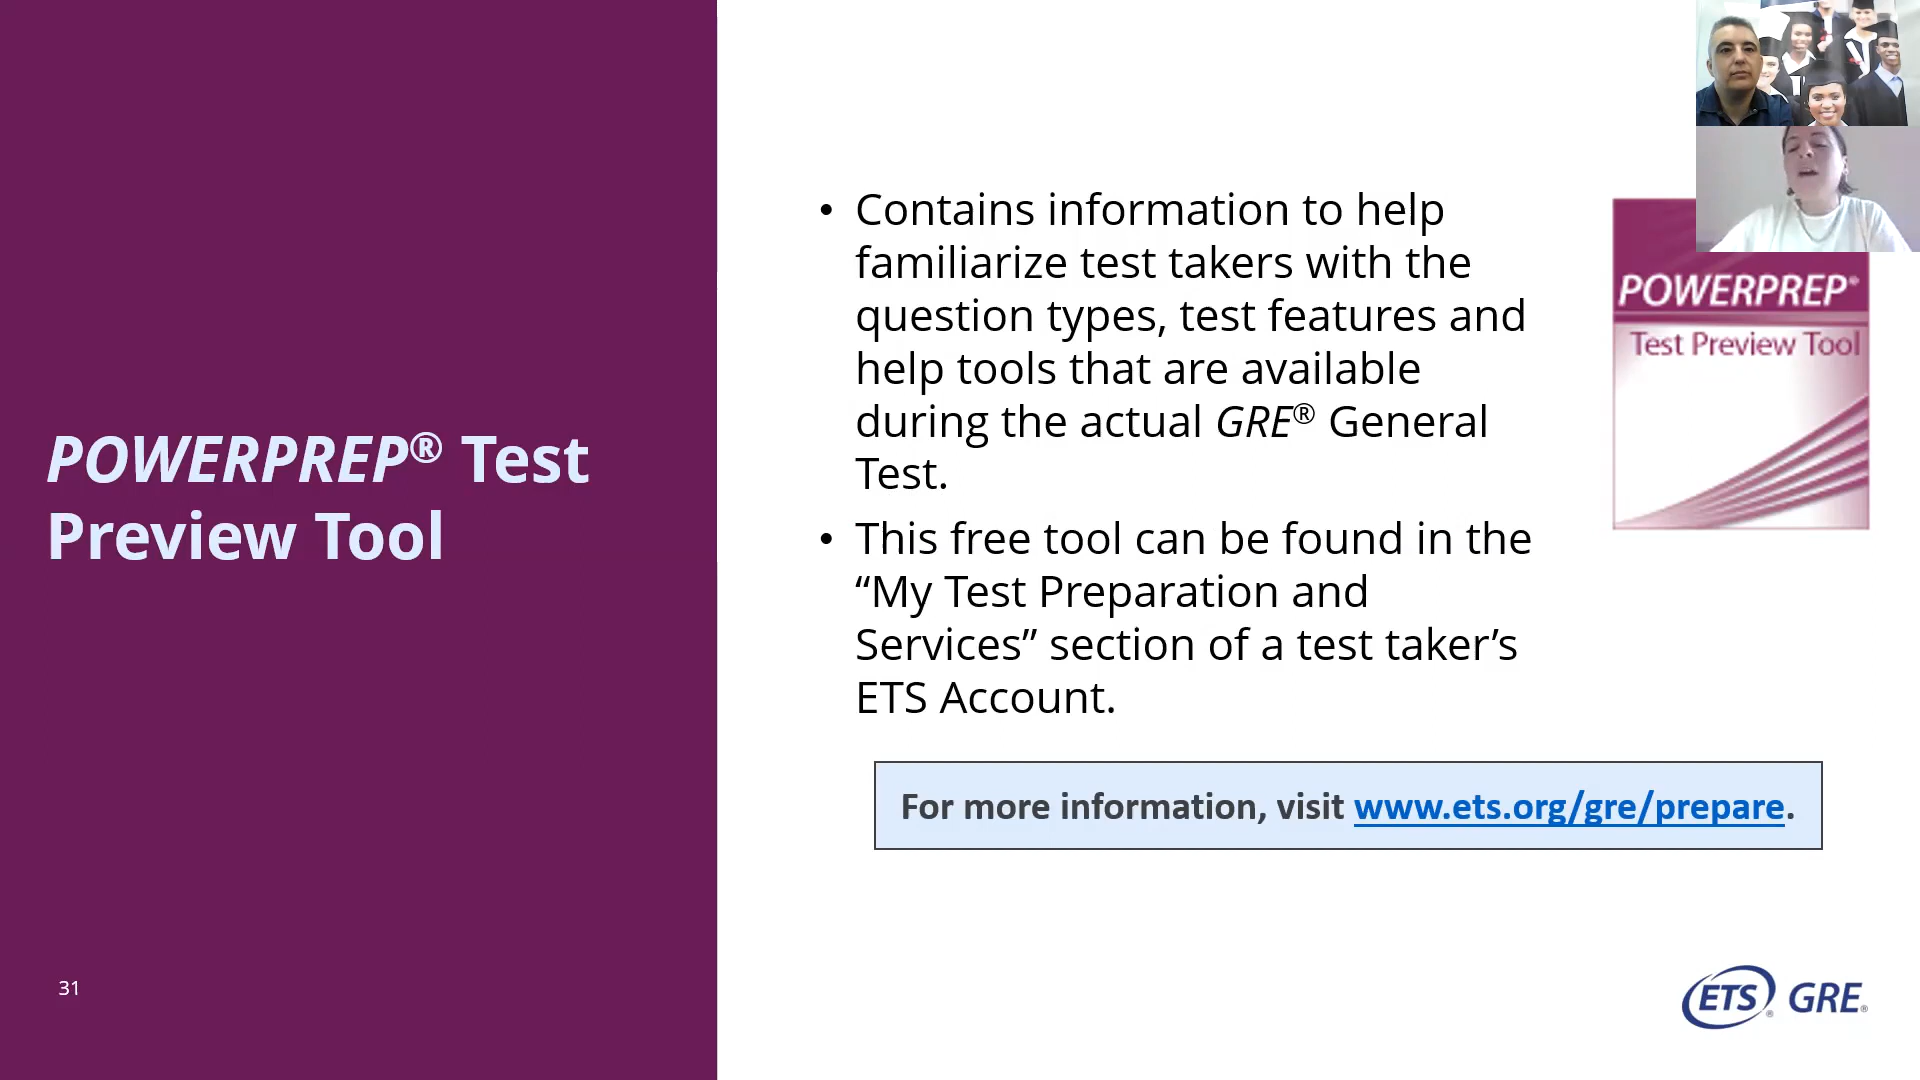 POWERPREP® Test
Preview Tool
• Contains information to help
familiarize test takers with the
question types, test features and
help tools that are available
during the actual GRE® General
Test.
• This free tool can be found in the
“My Test Preparation and
Services” section of a test taker’s
ETS Account.
POWERPREP®
Test Preview Tool
For more information, visit www.ets.org/gre/prepare.
31
ETS® GRE®